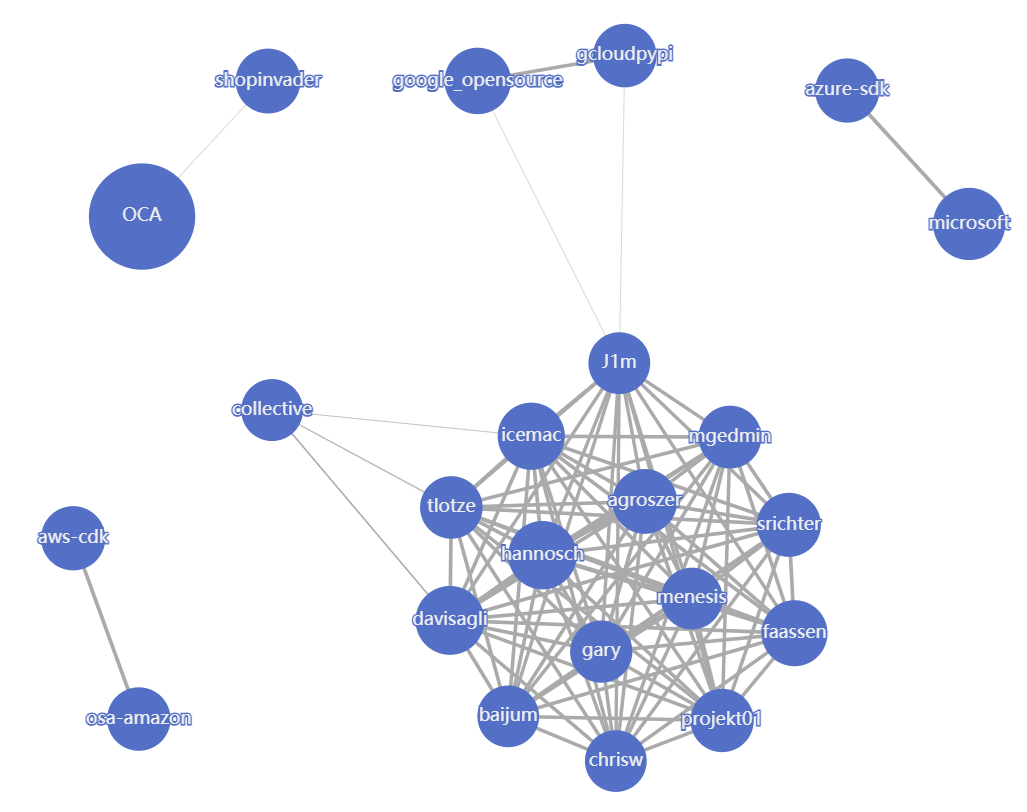 gcloudpypi
shopinvader
google_opensource
azure-sdk
OCA
microsoft
J1m
collective
icemac
mgedmin
tlotze
agroszer
srichter
aws-cdk
hannosch
menesis
davisagli
faassen
gary
baijum
osa-amazon
projekt01
chrisw